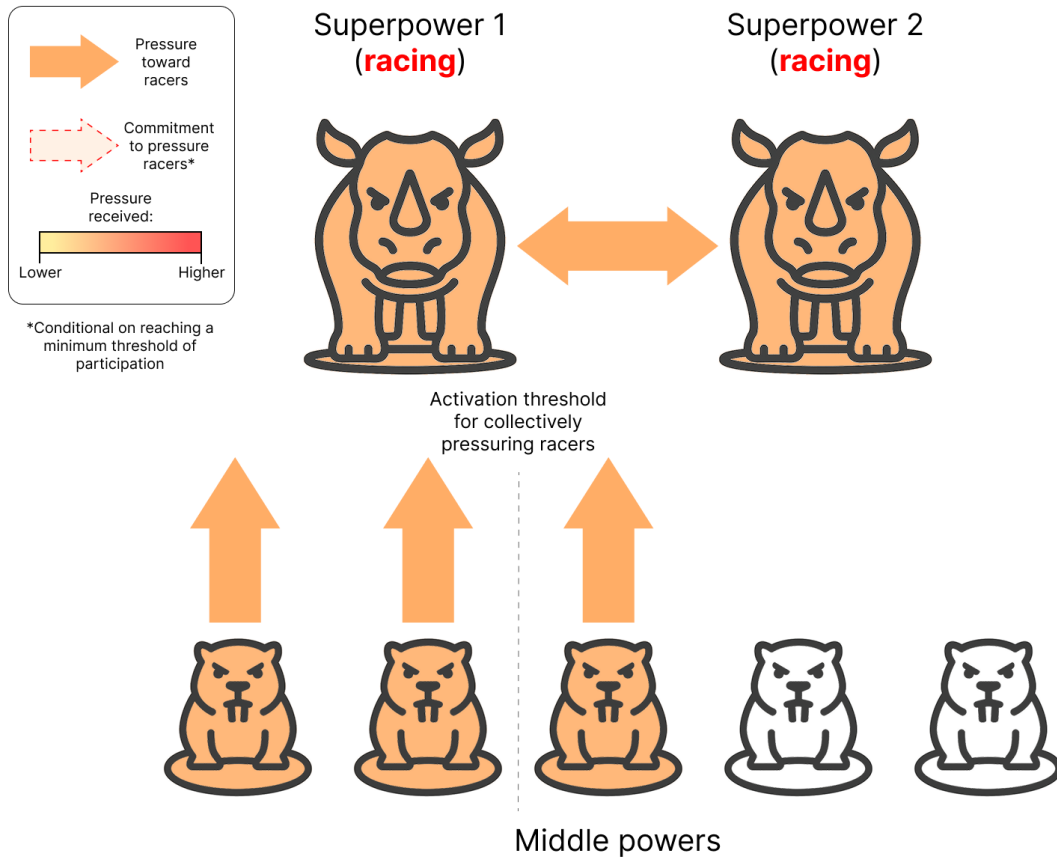 Pressure
toward
racers
Commitment
to pressure
racers*
Pressure
received:
Lower
Higher
*Conditional on reaching a
minimum threshold of
participation
Superpower 1
(racing)
Superpower 2
(racing)
Activation threshold
for collectively
pressuring racers
Middle powers